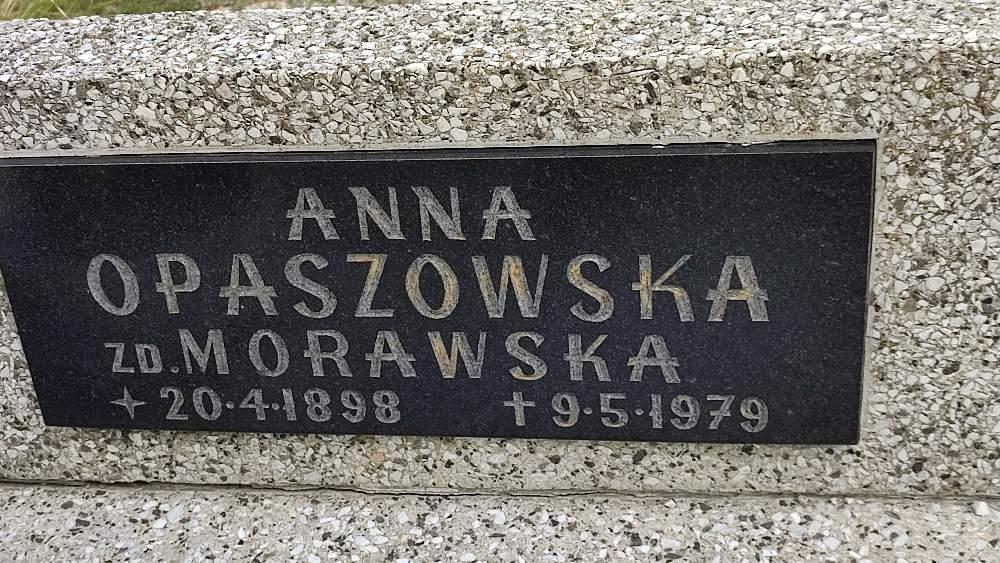 ANNA
OPASZOWSKA
ZD. MORAWSKA
20·4·1898 †9·5·1979